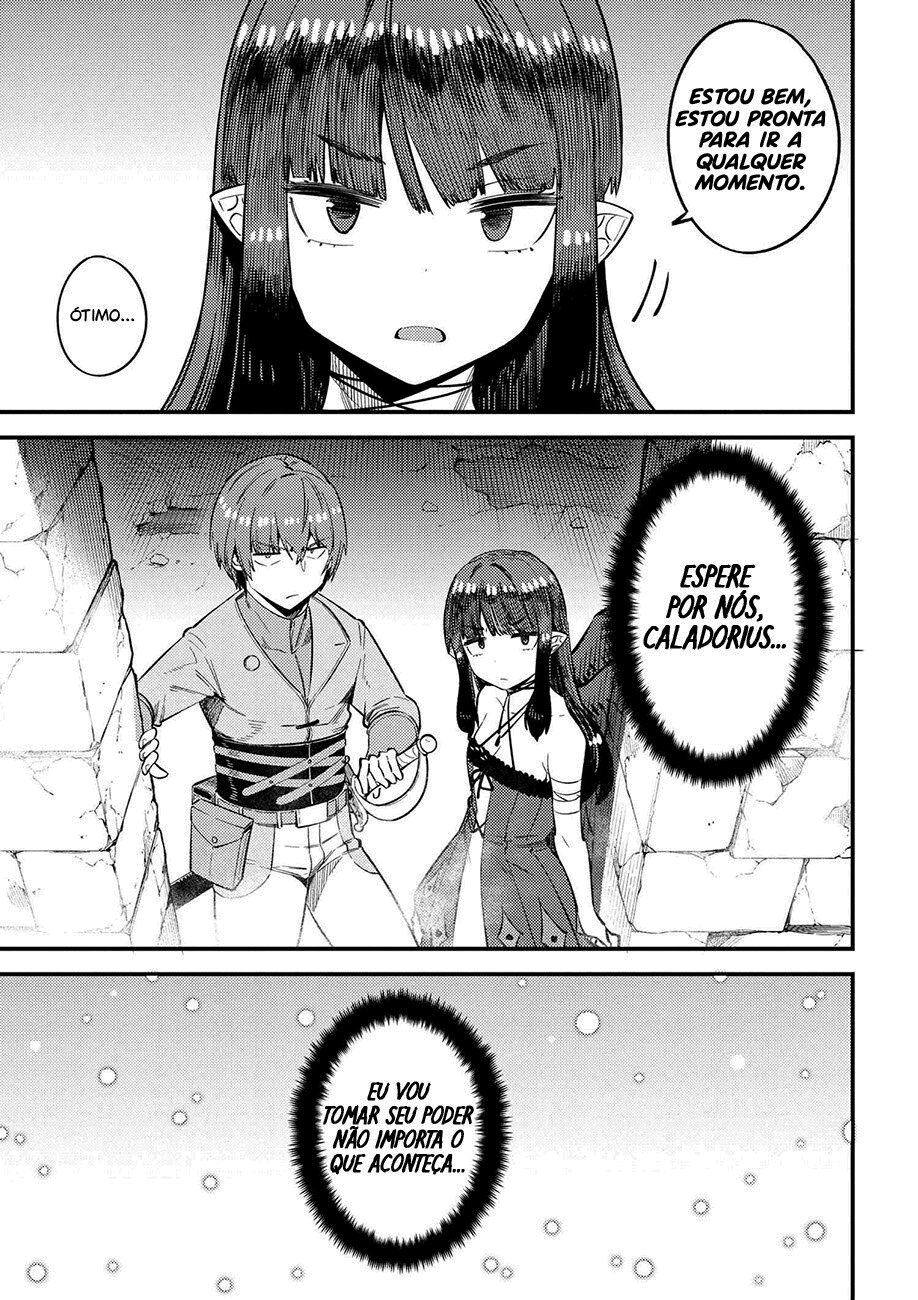 ESTOU BEM,
ESTOU PRONTA
PARA IR A
QUALQUER
MOMENTO.
ÓTIMO...
ESPERE
POR NÓS,
CALADORIUS...
EU VOU
TOMAR SEU PODER
NÃO IMPORTA O
QUE ACONTEÇA...